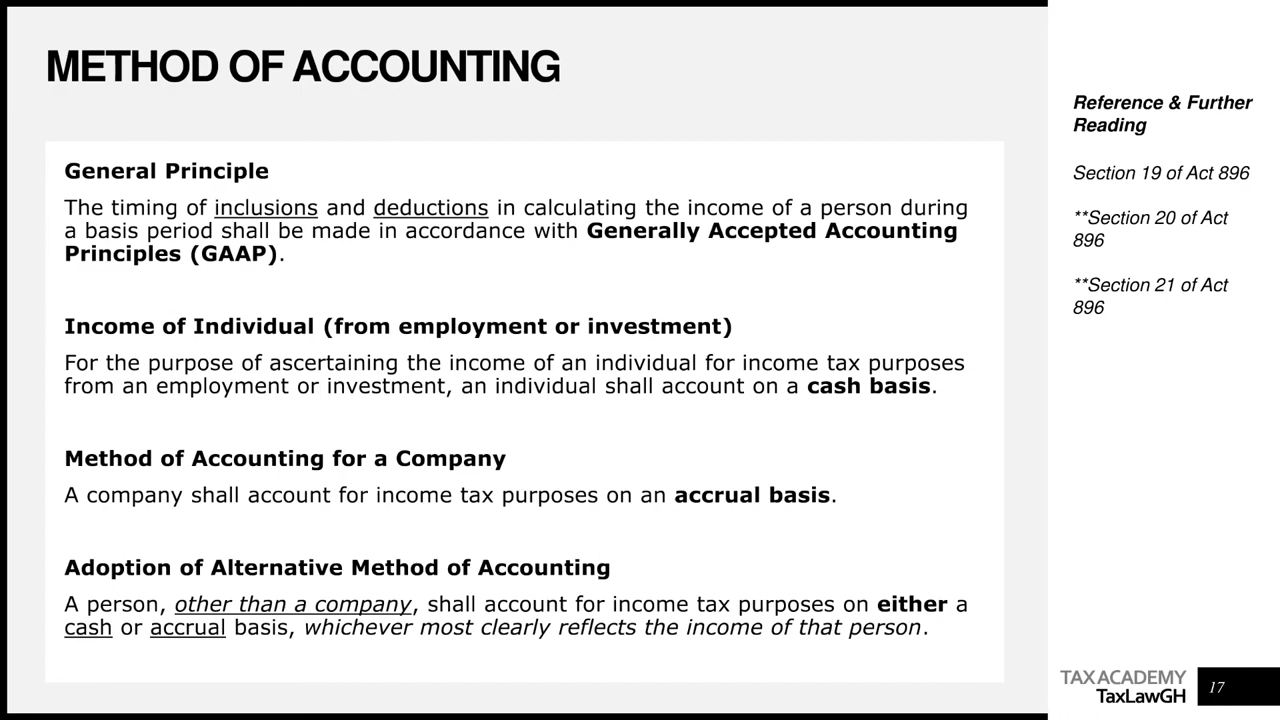 METHOD OF ACCOUNTING
General Principle
The timing of inclusions and deductions in calculating the income of a person during
a basis period shall be made in accordance with Generally Accepted Accounting
Principles (GAAP).
Income of Individual (from employment or investment)
For the purpose of ascertaining the income of an individual for income tax purposes
from an employment or investment, an individual shall account on a cash basis.
Method of Accounting for a Company
A company shall account for income tax purposes on an accrual basis.
Adoption of Alternative Method of Accounting
A person, other than a company, shall account for income tax purposes on either a
cash or accrual basis, whichever most clearly reflects the income of that person.
Reference & Further
Reading
Section 19 of Act 896
**Section 20 of Act
896
**Section 21 of Act
896
TAX ACADEMY
TaxLawGH
17